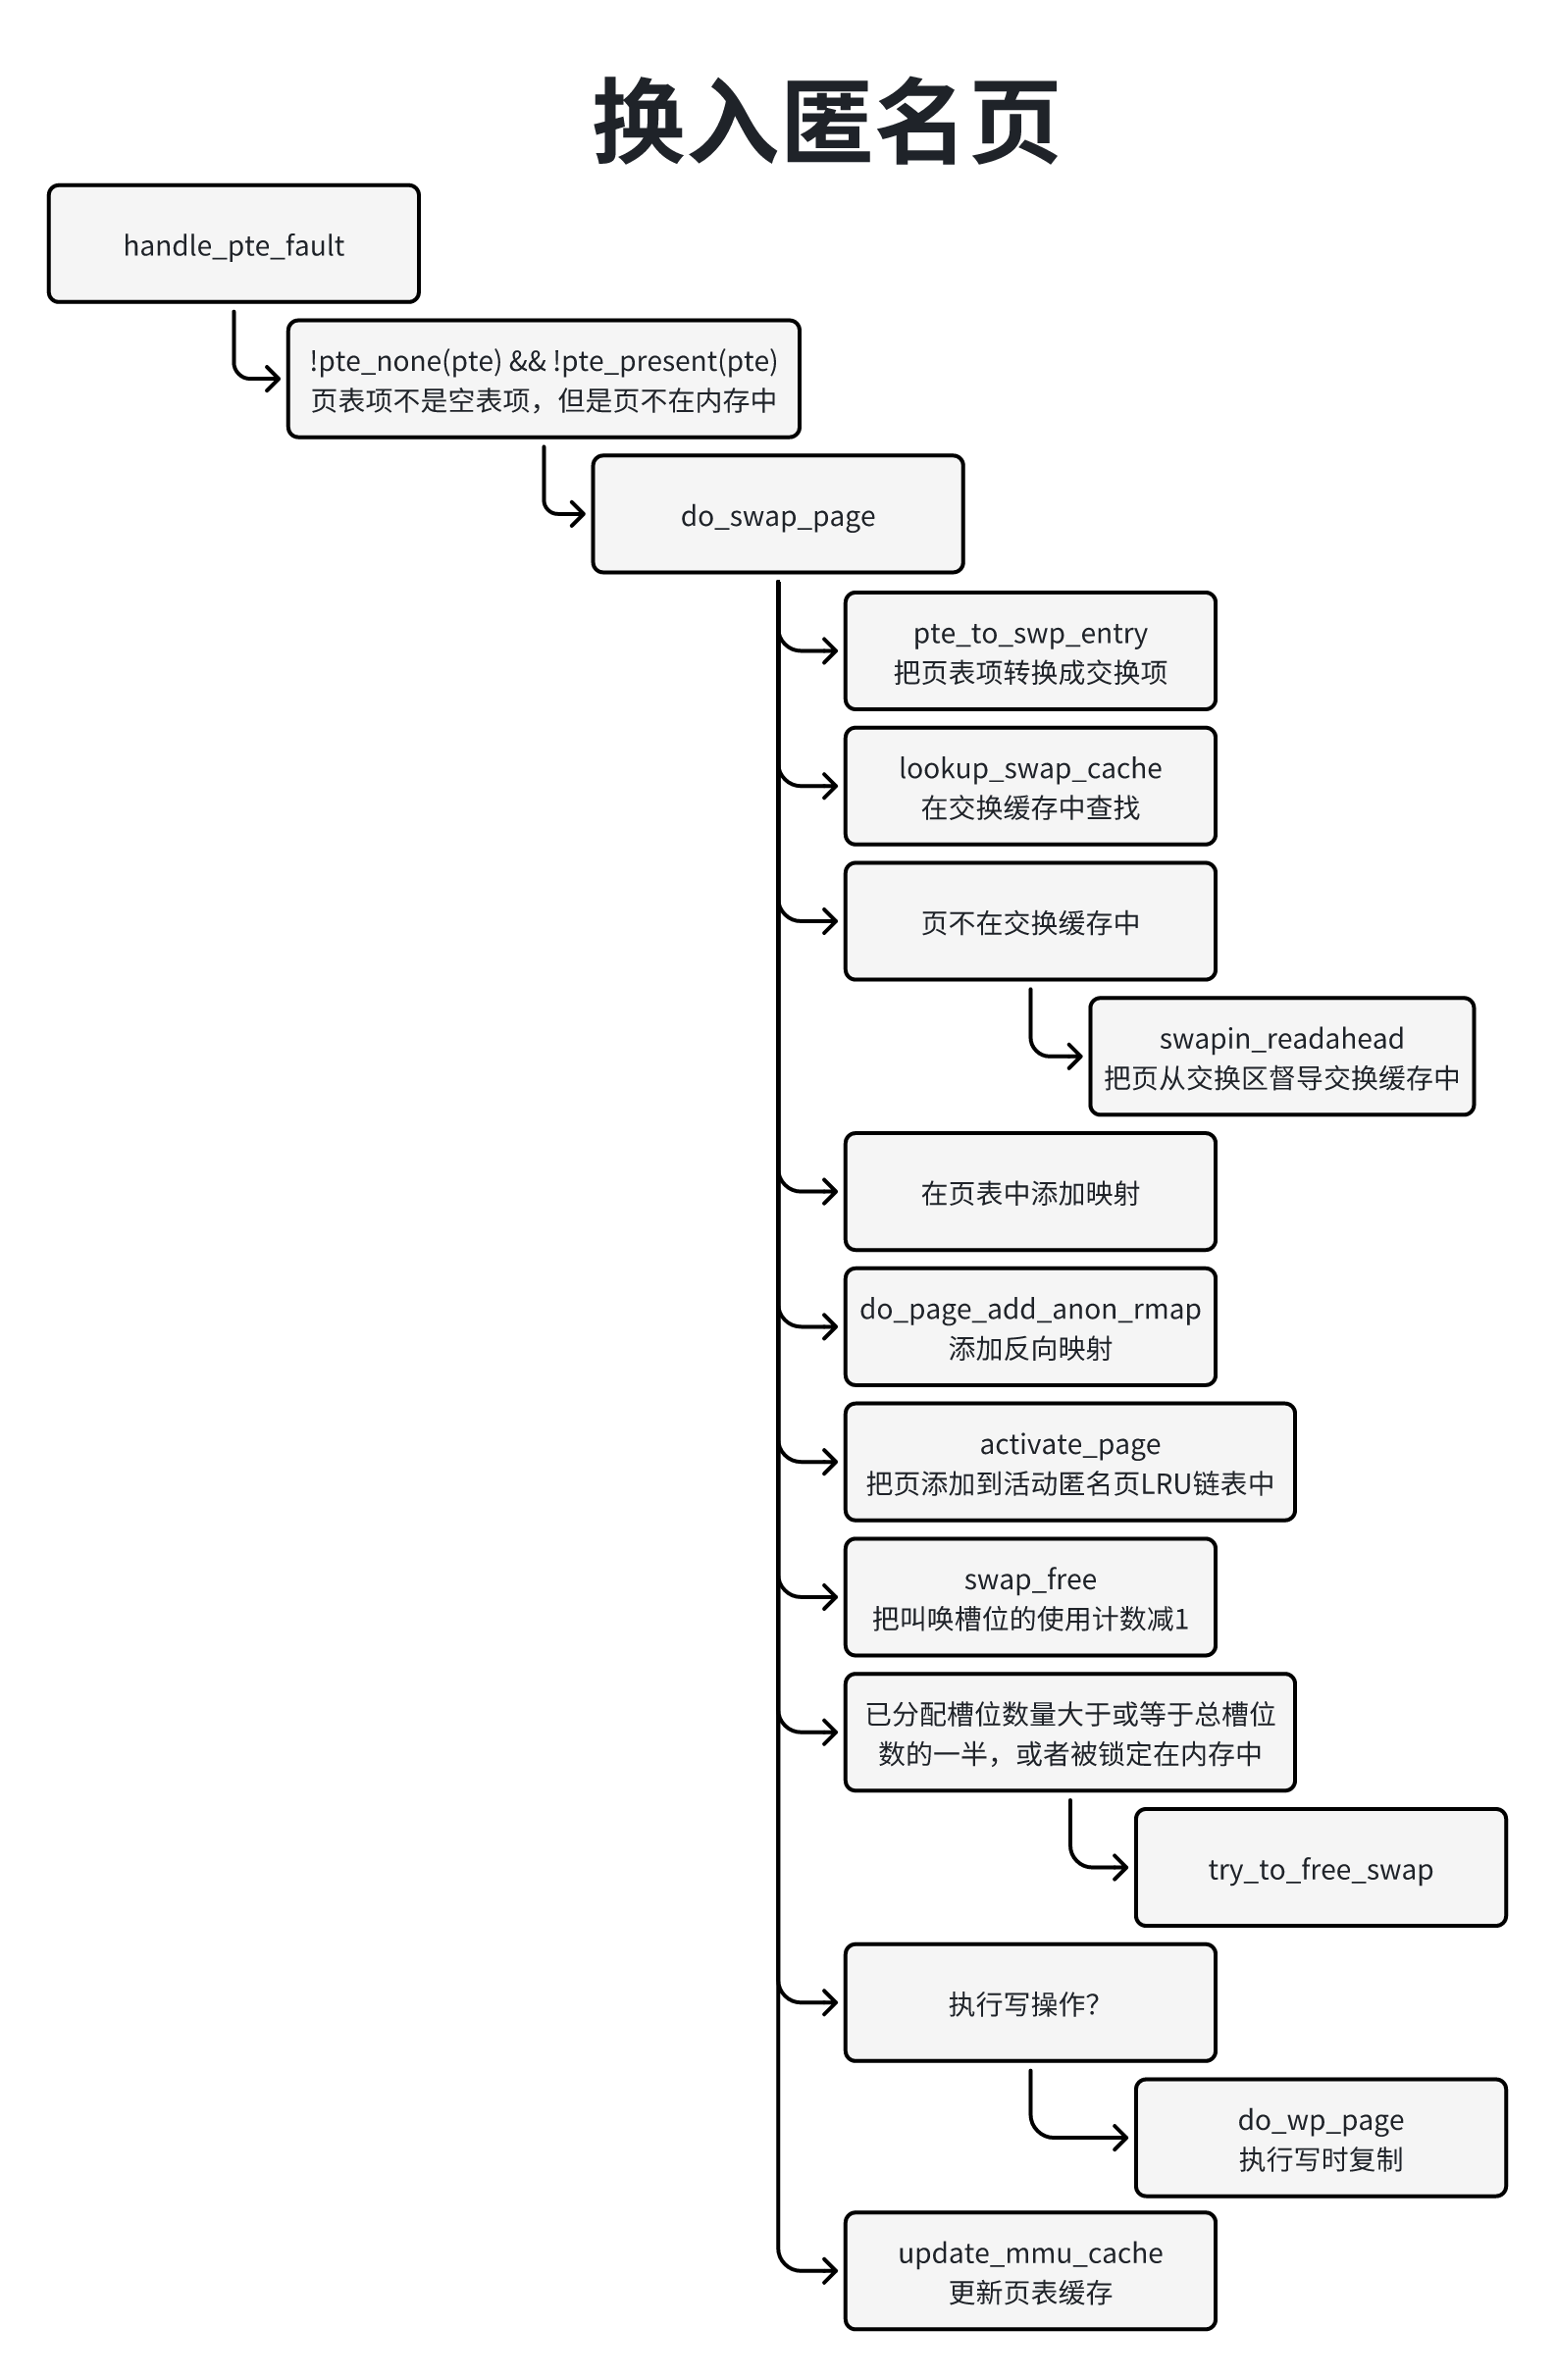 换入匿名页
handle_pte_fault
!pte_none(pte) && !pte_present(pte)
页表项不是空表项，但是页不在内存中
do_swap_page
pte_to_swp_entry
把页表项转换成交换项
lookup_swap_cache
在交换缓存中查找
页不在交换缓存中
swapin_readahead
把页从交换区督导交换缓存中
在页表中添加映射
do_page_add_anon_rmap
添加反向映射
activate_page
把页添加到活动匿名页LRU链表中
swap_free
把叫唤槽位的使用计数减1
已分配槽位数量大于或等于总槽位
数的一半，或者被锁定在内存中
try_to_free_swap
执行写操作？
do_wp_page
执行写时复制
update_mmu_cache
更新页表缓存